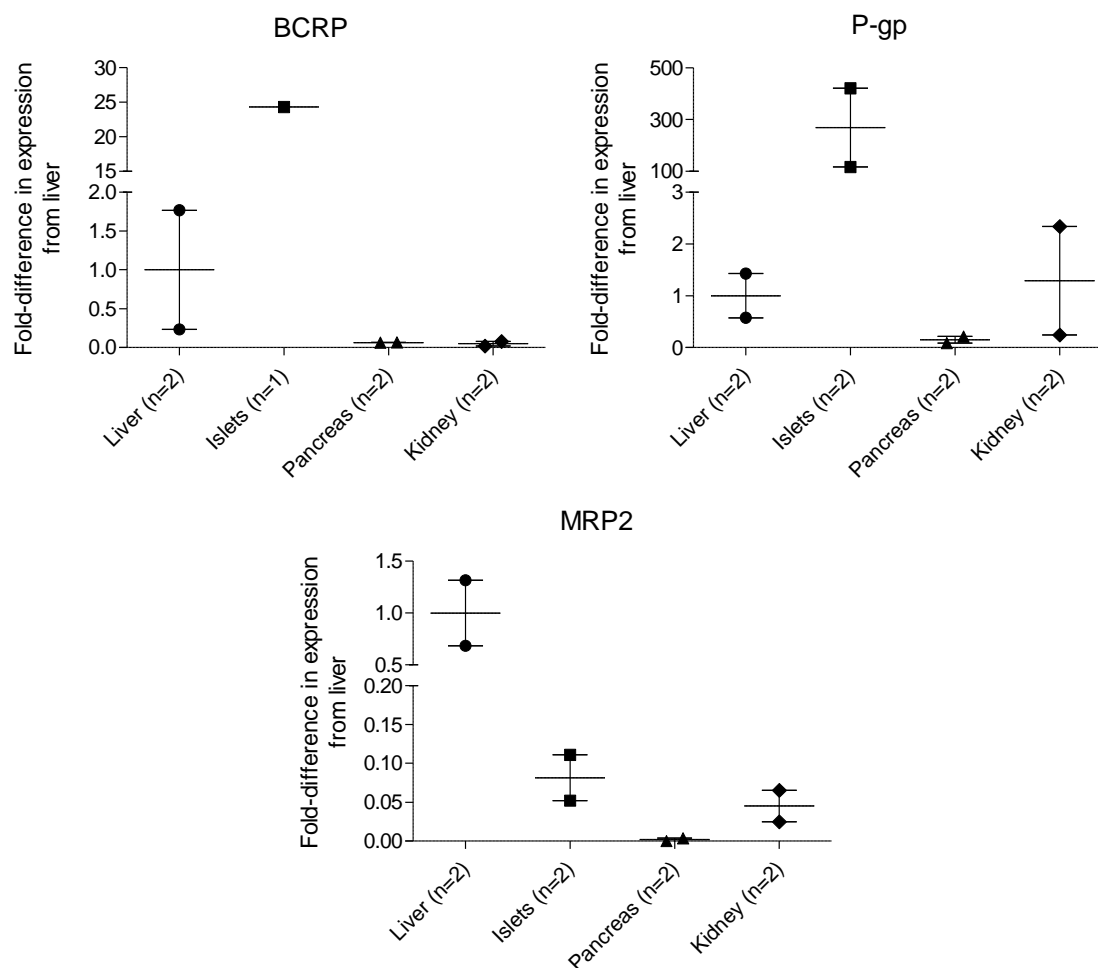 BCRP
Fold-difference in expression
from liver
30
25
20
15
2.0
1.5
1.0
0.5
0.0
Liver (n=2)
Islets (n=1)
Pancreas (n=2)
Kidney (n=2)
P-gp
Fold-difference in expression
from liver
500
300
100
3
2
1
0
Liver (n=2)
Islets (n=2)
Pancreas (n=2)
Kidney (n=2)
MRP2
Fold-difference in expression
from liver
1.5
1.0
0.5
0.20
0.15
0.10
0.05
0.00
Liver (n=2)
Islets (n=2)
Pancreas (n=2)
Kidney (n=2)